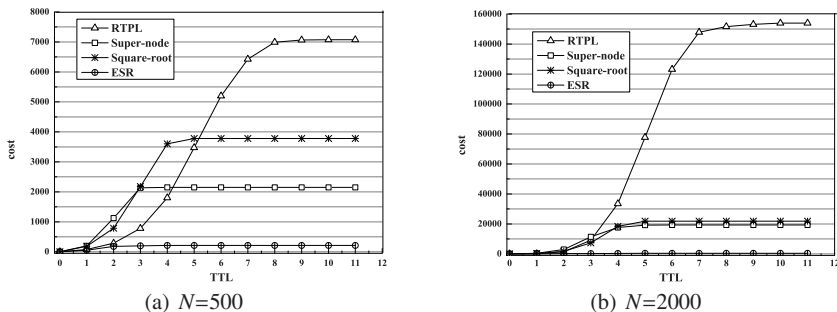 8000
7000
6000
5000
4000
3000
2000
1000
0
cost
RTPL
Super-node
Square-root
ESR
0 1 2 3 4 5 6 7 8 9 10 11 12
TTL
(a) N=500
160000
140000
120000
100000
80000
60000
40000
20000
0
cost
RTPL
Super-node
Square-root
ESR
0 1 2 3 4 5 6 7 8 9 10 11 12
TTL
(b) N=2000